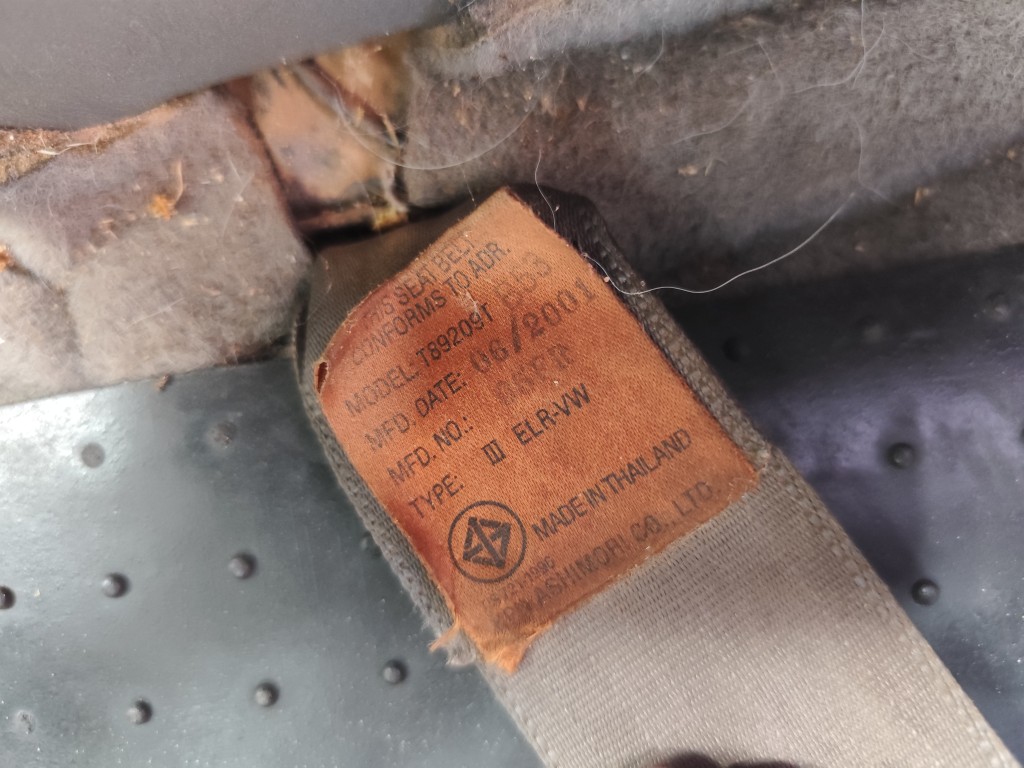 THIS SEAT BELT
CONFORMS TO ADR.
MODEL: T89209T
MFD. DATE: 06/2001
MFD. NO.:
TYPE: III ELR-VW
MADE IN THAILAND
ASHIMORI CO., LTD.